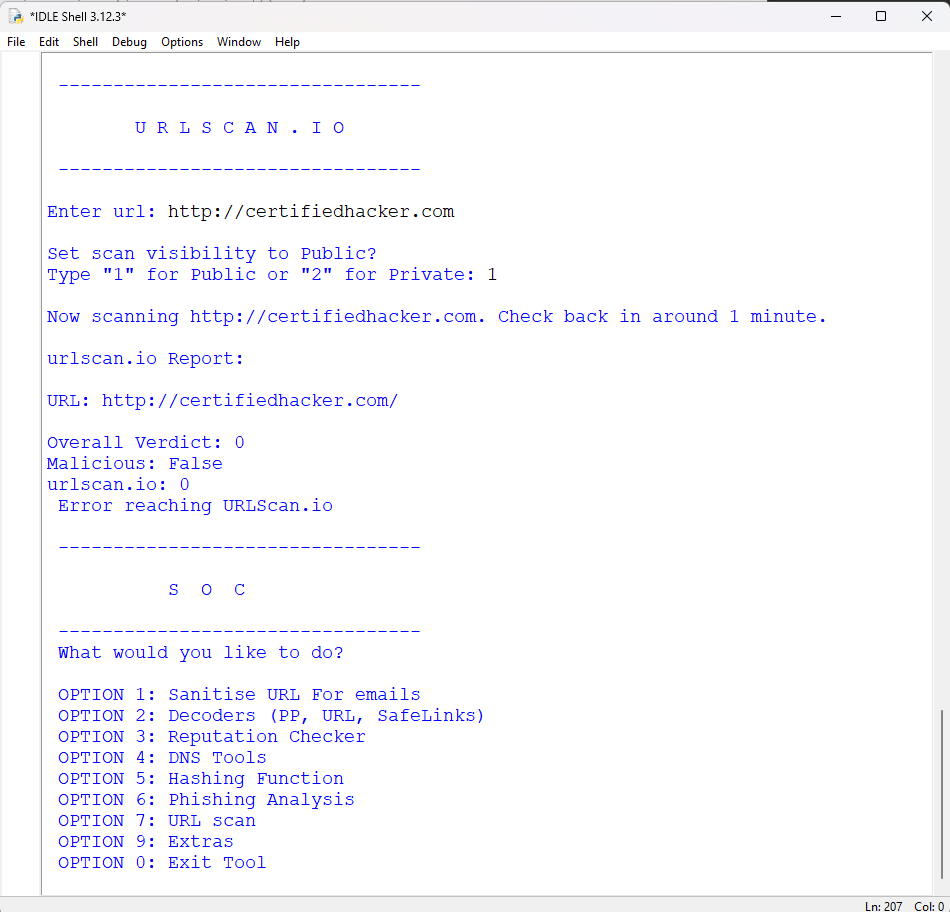 *IDLE Shell 3.12.3*
File Edit Shell Debug Options Window Help
---------------------------------
U R L S C A N . I O
---------------------------------
Enter url: http://certifiedhacker.com
Set scan visibility to Public?
Type "1" for Public or "2" for Private: 1
Now scanning http://certifiedhacker.com. Check back in around 1 minute.
urlscan.io Report:
URL: http://certifiedhacker.com/
Overall Verdict: 0
Malicious: False
urlscan.io: 0
Error reaching URLScan.io
---------------------------------
S O C
---------------------------------
What would you like to do?
OPTION 1: Sanitise URL For emails
OPTION 2: Decoders (PP, URL, SafeLinks)
OPTION 3: Reputation Checker
OPTION 4: DNS Tools
OPTION 5: Hashing Function
OPTION 6: Phishing Analysis
OPTION 7: URL scan
OPTION 9: Extras
OPTION 0: Exit Tool
Ln: 207 Col: 0